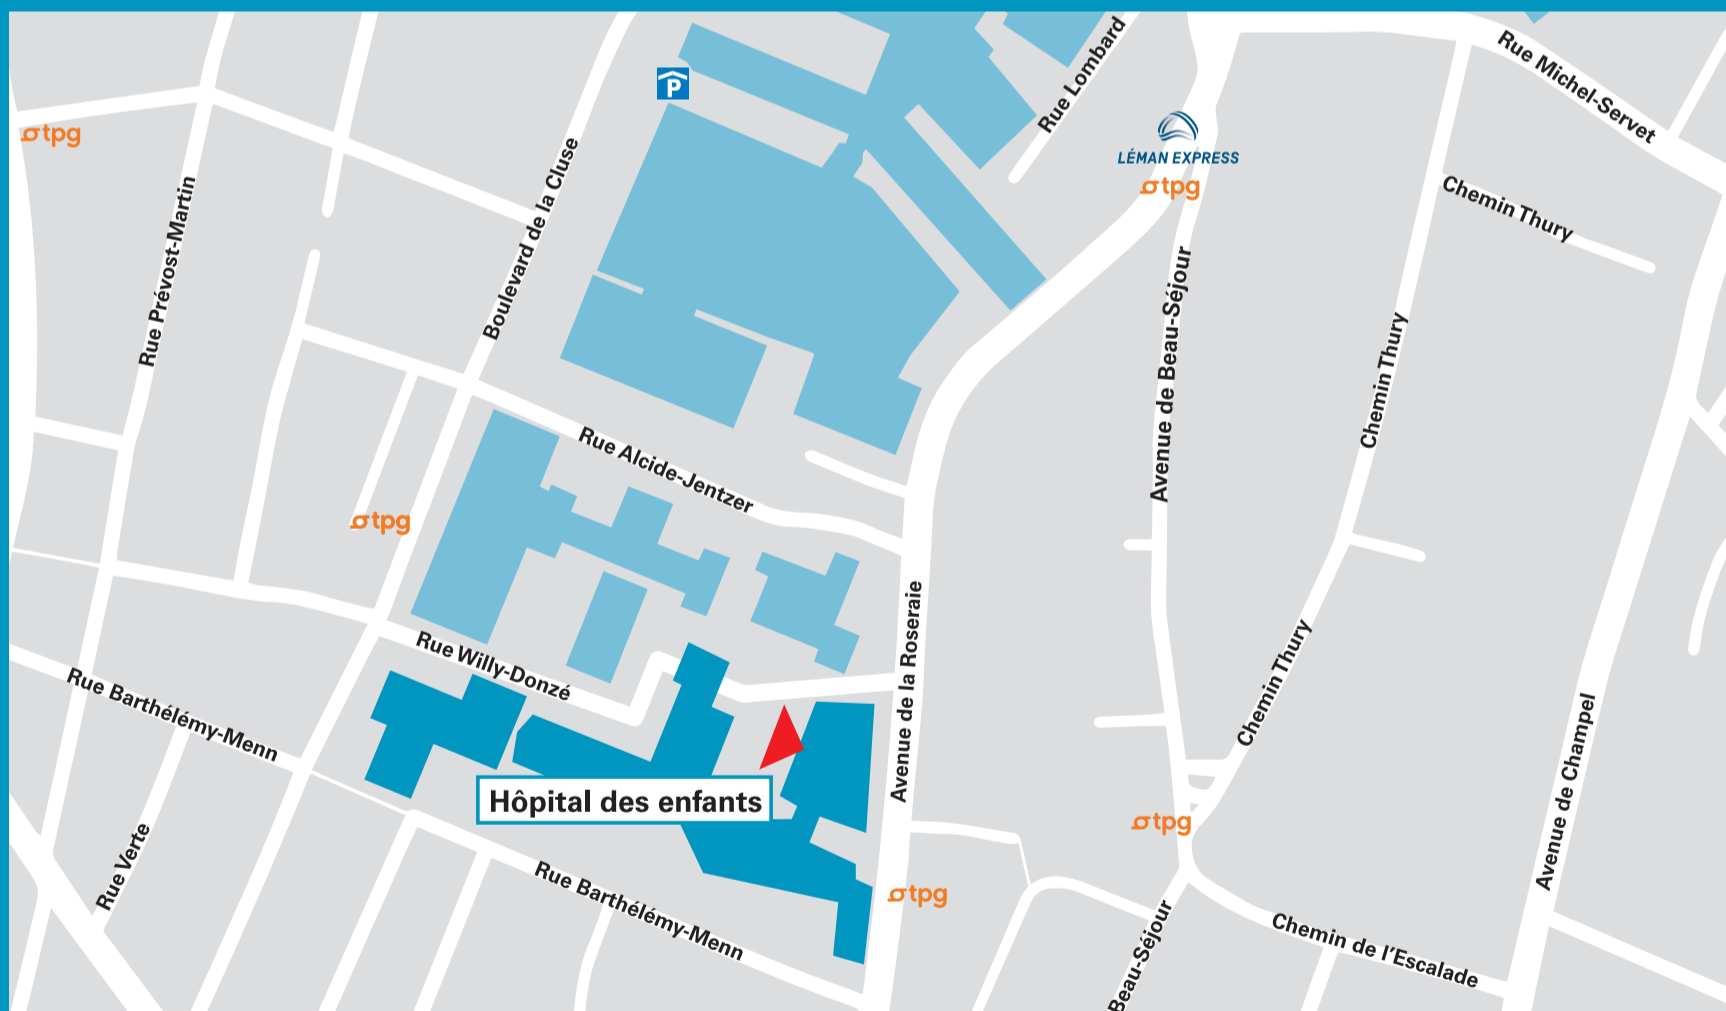 P
Rue Lombard
Rue Michel-Servet
tpg
LÉMAN EXPRESS
tpg
Boulevard de la Cluse
Rue Prévost-Martin
Chemin Thury
Avenue de Beau-Séjour
Chemin Thury
Rue Alcide-Jentzer
tpg
Avenue de la Roseraie
Rue Willy-Donzé
Chemin Thury
Rue Barthélémy-Menn
Avenue de Champel
Hôpital des enfants
tpg
Rue Verte
Rue Barthélémy-Menn
tpg
Beau-Séjour
Chemin de l'Escalade